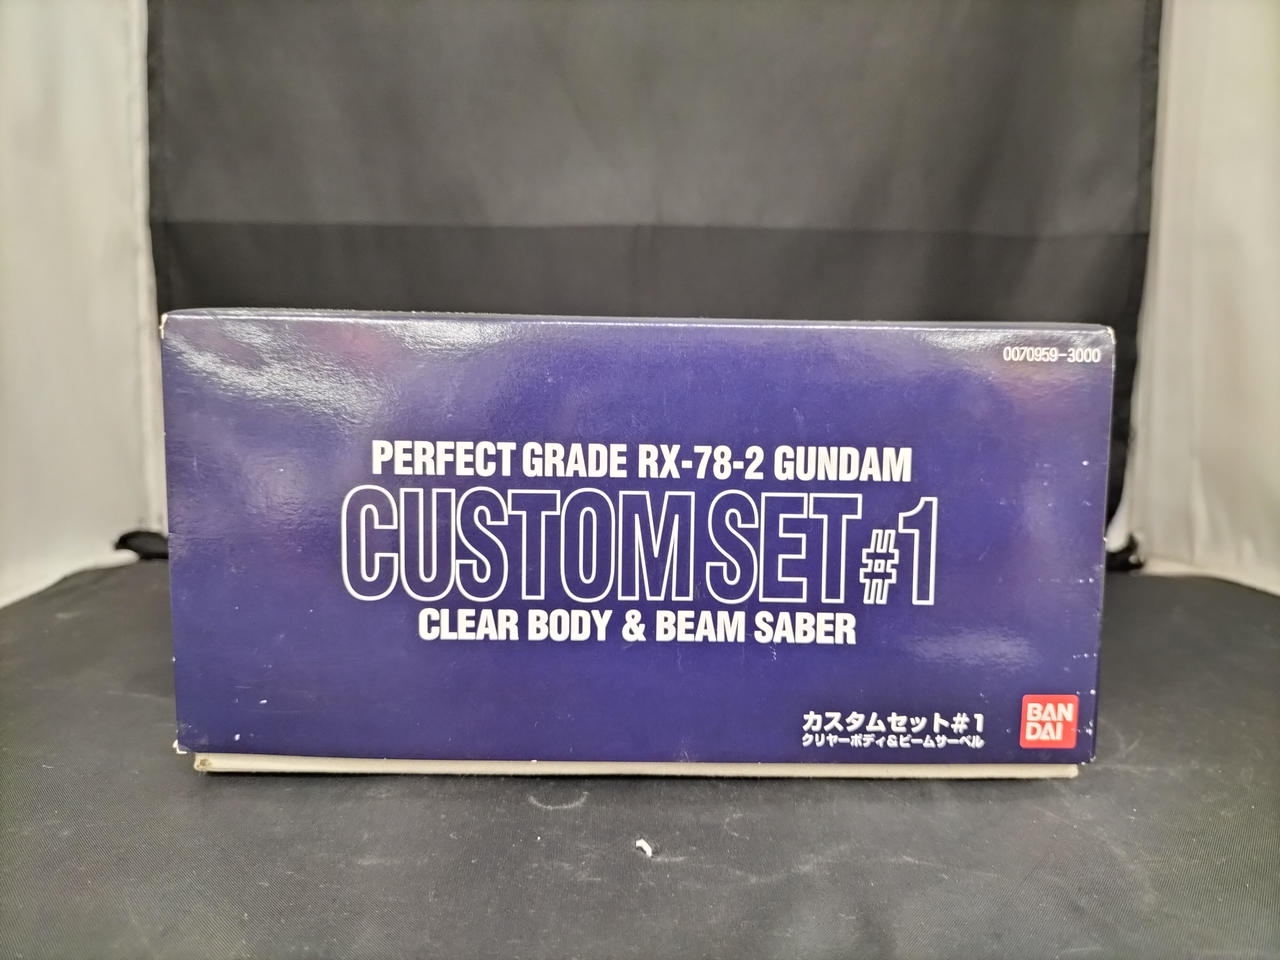 0070959-3000
PERFECT GRADE RX-78-2 GUNDAM
CUSTOM SET #1
CLEAR BODY & BEAM SABER
カスタムセット#1
クリヤーボディ&ビームサーベル
BAN
DAI